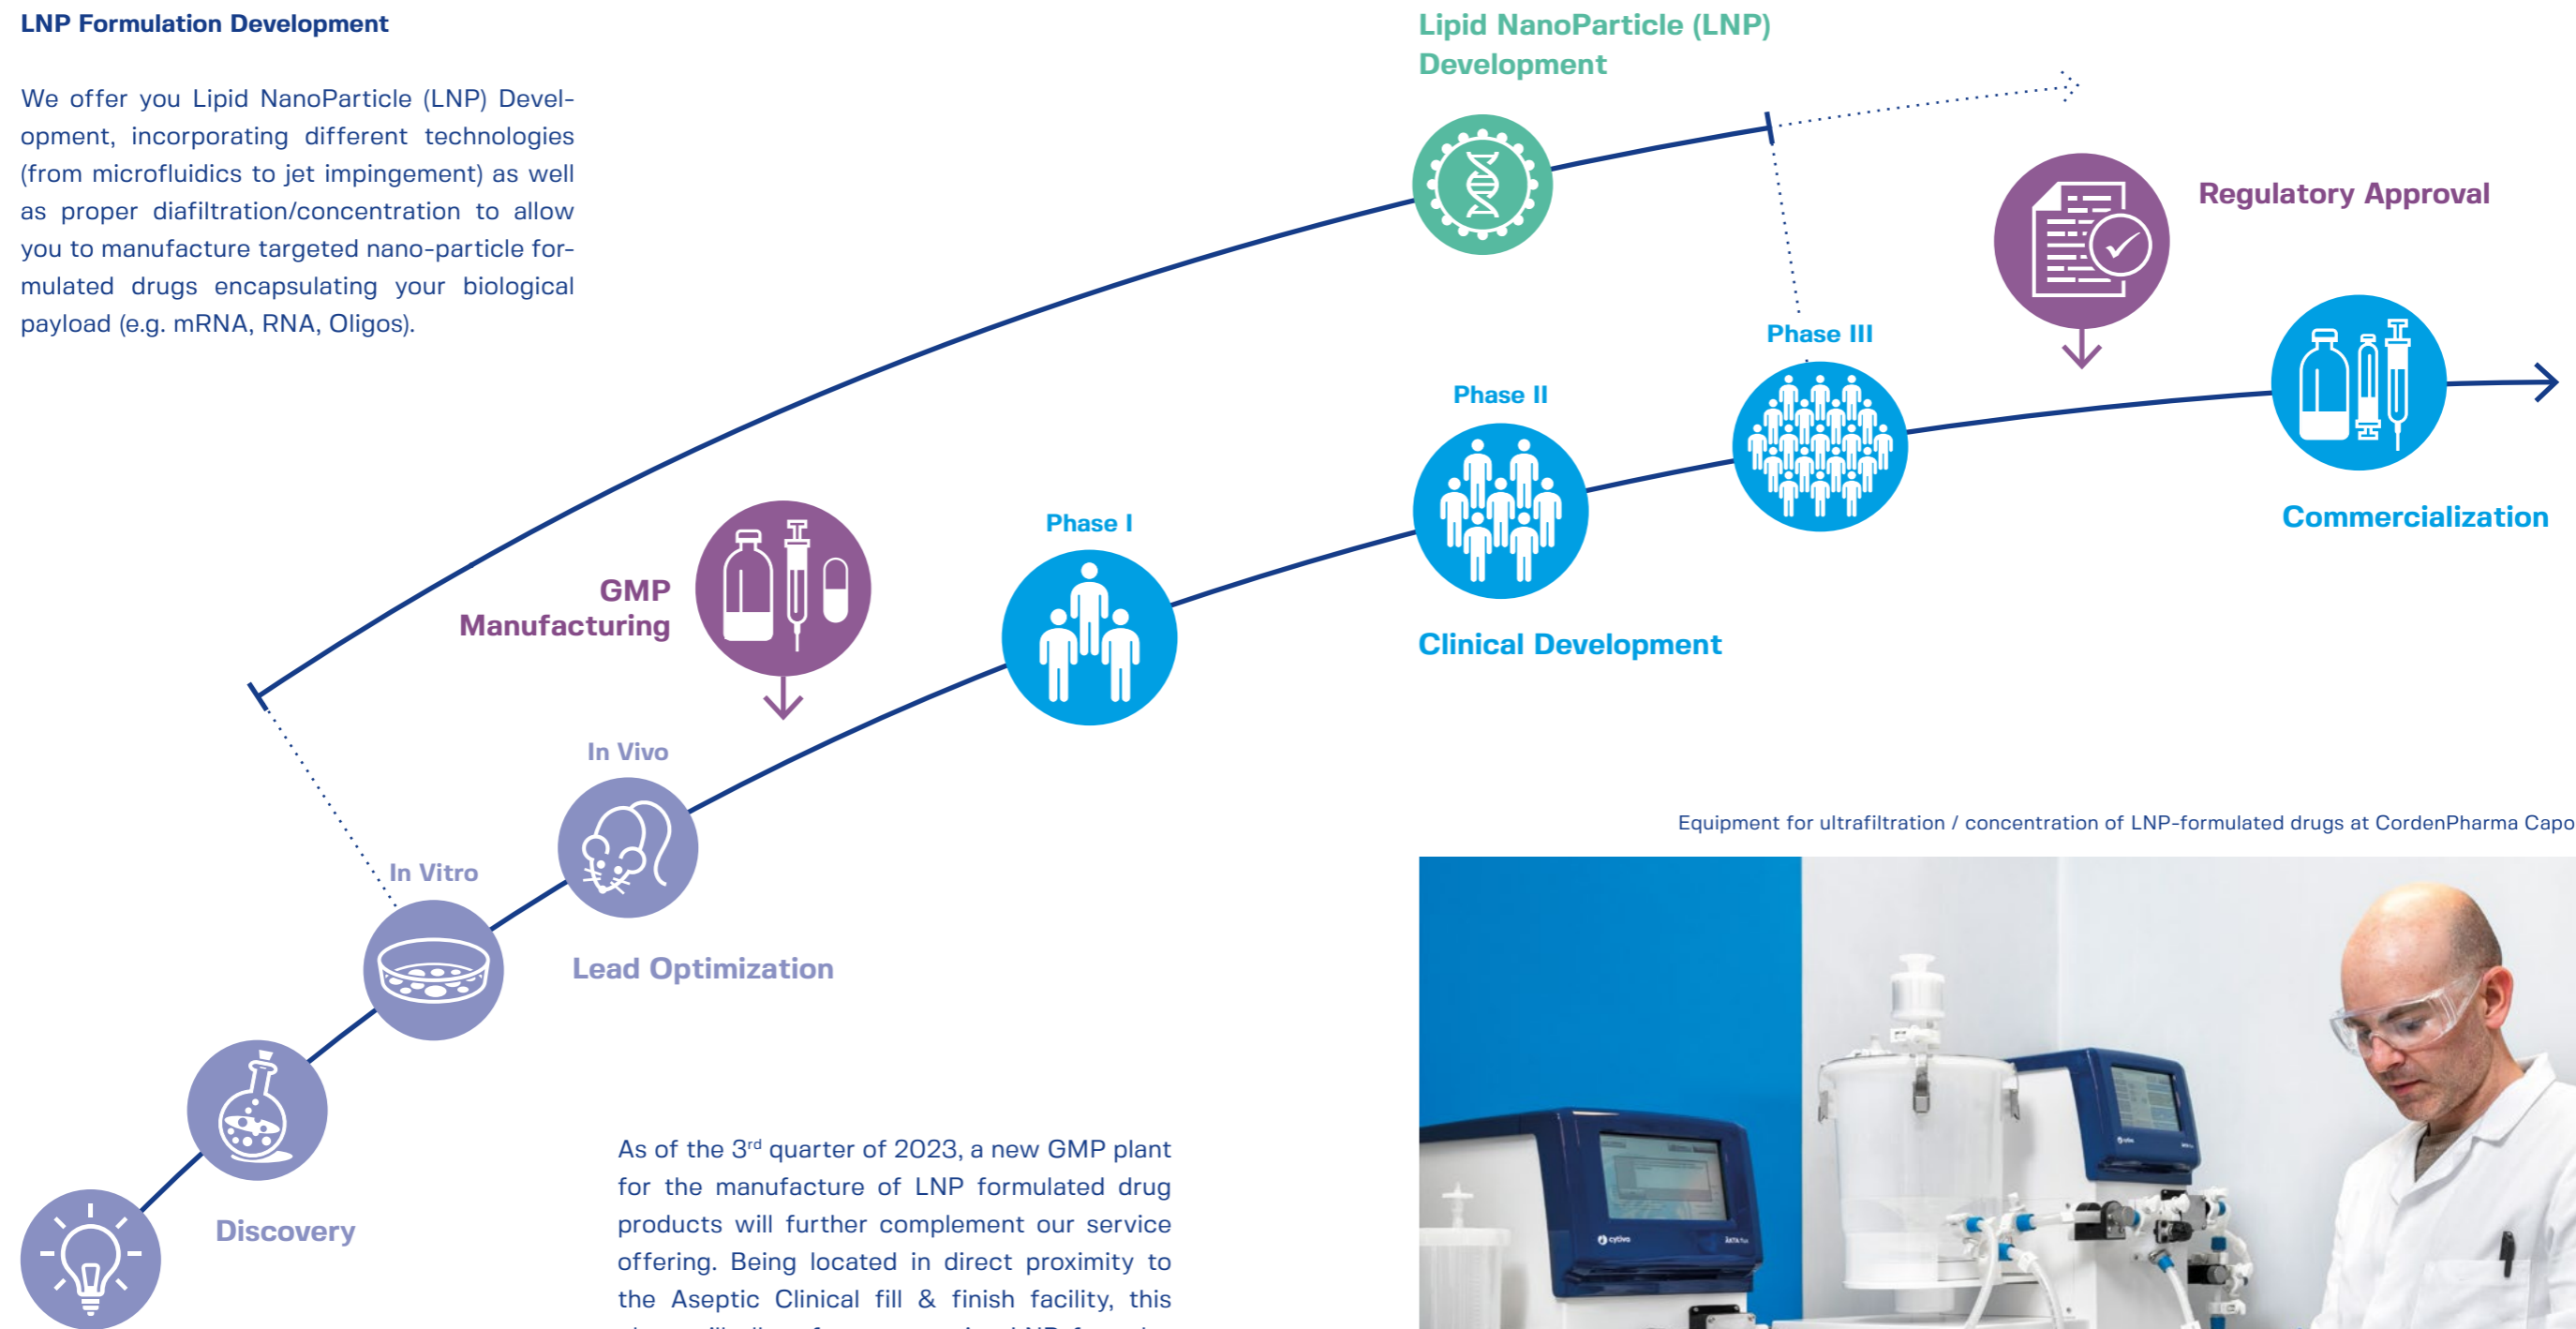 LNP Formulation Development
We offer you Lipid NanoParticle (LNP) Devel-
opment, incorporating different technologies
(from microfluidics to jet impingement) as well
as proper diafiltration/concentration to allow
you to manufacture targeted nano-particle for-
mulated drugs encapsulating your biological
payload (e.g. mRNA, RNA, Oligos).
Lipid NanoParticle (LNP)
Development
Regulatory Approval
Phase III
Phase II
Commercialization
Phase I
GMP
Manufacturing
Clinical Development
In Vivo
In Vitro
Lead Optimization
Discovery
Equipment for ultrafiltration / concentration of LNP-formulated drugs at CordenPharma Capo
As of the 3rd quarter of 2023, a new GMP plant
for the manufacture of LNP formulated drug
products will further complement our service
offering. Being located in direct proximity to
the Aseptic Clinical fill & finish facility, this
cytiva